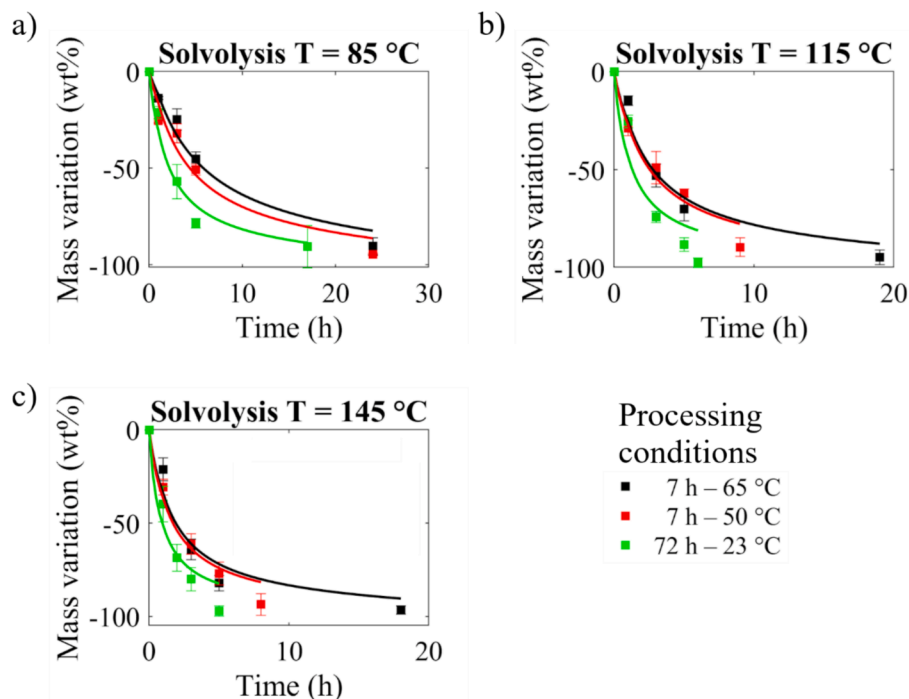 a)
Solvolysis T = 85 °C
Mass variation (wt%)
0
-50
-100
0 10 20 30
Time (h)
b)
Solvolysis T = 115 °C
Mass variation (wt%)
0
-50
-100
0 10 20
Time (h)
c)
Solvolysis T = 145 °C
Mass variation (wt%)
0
-50
-100
0 10 20
Time (h)
Processing
conditions
7 h – 65 °C
7 h – 50 °C
72 h – 23 °C